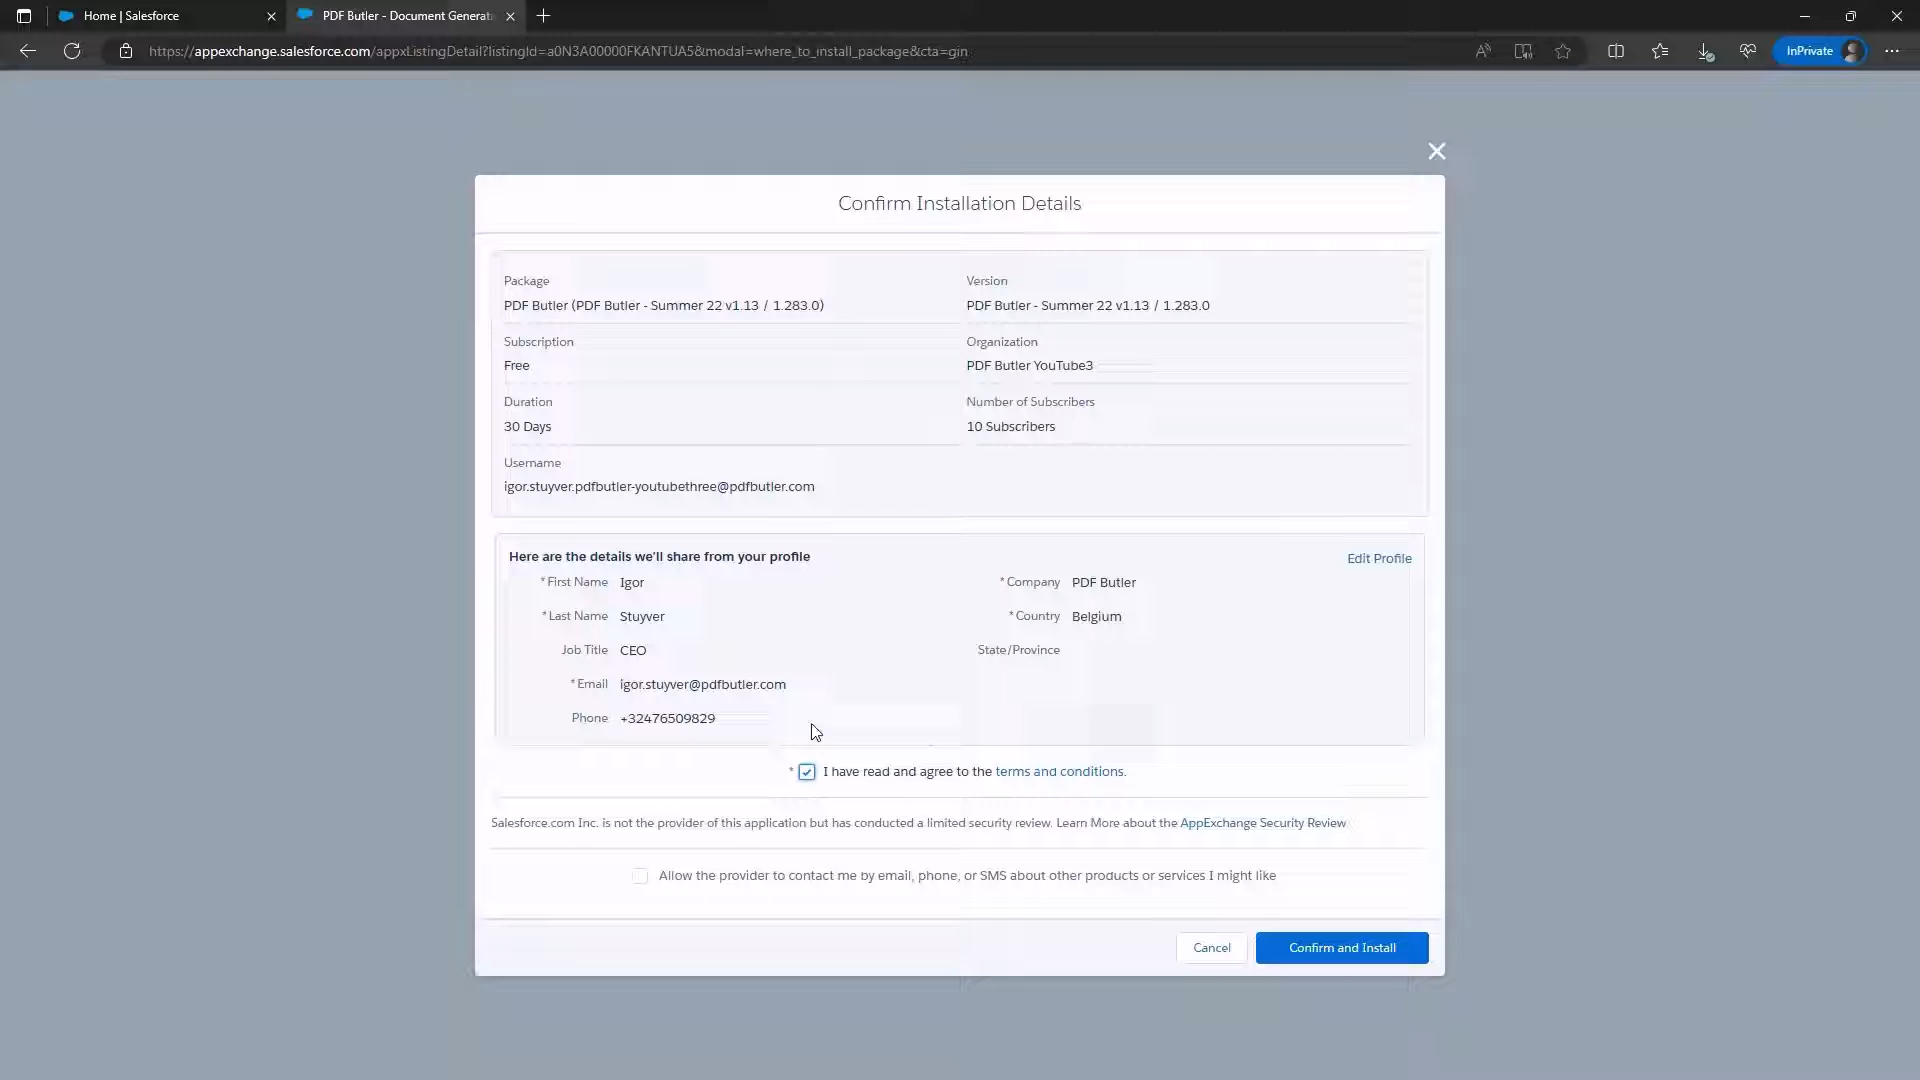 Home | Salesforce
PDF Butler - Document Generati
https://appexchange.salesforce.com/appxListingDetail?listingId=a0N3A00000FKANTUA5&modal=where_to_install_package&cta=gin
InPrivate
Confirm Installation Details
Package
Version
PDF Butler (PDF Butler - Summer 22 v1.13 / 1.283.0)
PDF Butler - Summer 22 v1.13 / 1.283.0
Subscription
Organization
Free
PDF Butler YouTube3
Duration
Number of Subscribers
30 Days
10 Subscribers
Username
igor.stuyver.pdfbutler-youtubethree@pdfbutler.com
Here are the details we'll share from your profile
Edit Profile
*First Name Igor
*Company PDF Butler
*Last Name Stuyver
*Country Belgium
Job Title CEO
State/Province
*Email igor.stuyver@pdfbutler.com
Phone +32476509829
* I have read and agree to the terms and conditions.
Salesforce.com Inc. is not the provider of this application but has conducted a limited security review. Learn More about the AppExchange Security Review
Allow the provider to contact me by email, phone, or SMS about other products or services I might like
Cancel
Confirm and Install